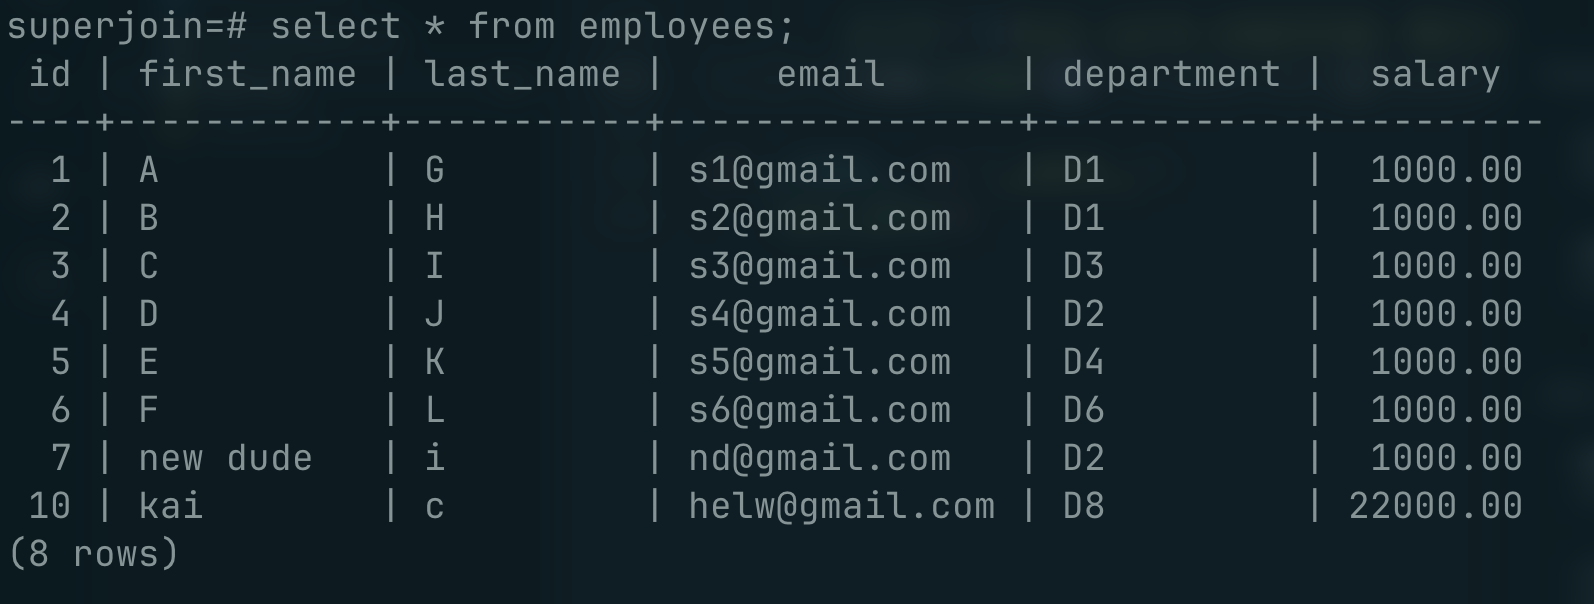 superjoin=# select * from employees;
 id | first_name | last_name |     email      | department |  salary
----+------------+-----------+----------------+------------+----------
  1 | A          | G         | s1@gmail.com   | D1         |  1000.00
  2 | B          | H         | s2@gmail.com   | D1         |  1000.00
  3 | C          | I         | s3@gmail.com   | D3         |  1000.00
  4 | D          | J         | s4@gmail.com   | D2         |  1000.00
  5 | E          | K         | s5@gmail.com   | D4         |  1000.00
  6 | F          | L         | s6@gmail.com   | D6         |  1000.00
  7 | new dude   | i         | nd@gmail.com   | D2         |  1000.00
 10 | kai        | c         | helw@gmail.com | D8         | 22000.00
(8 rows)